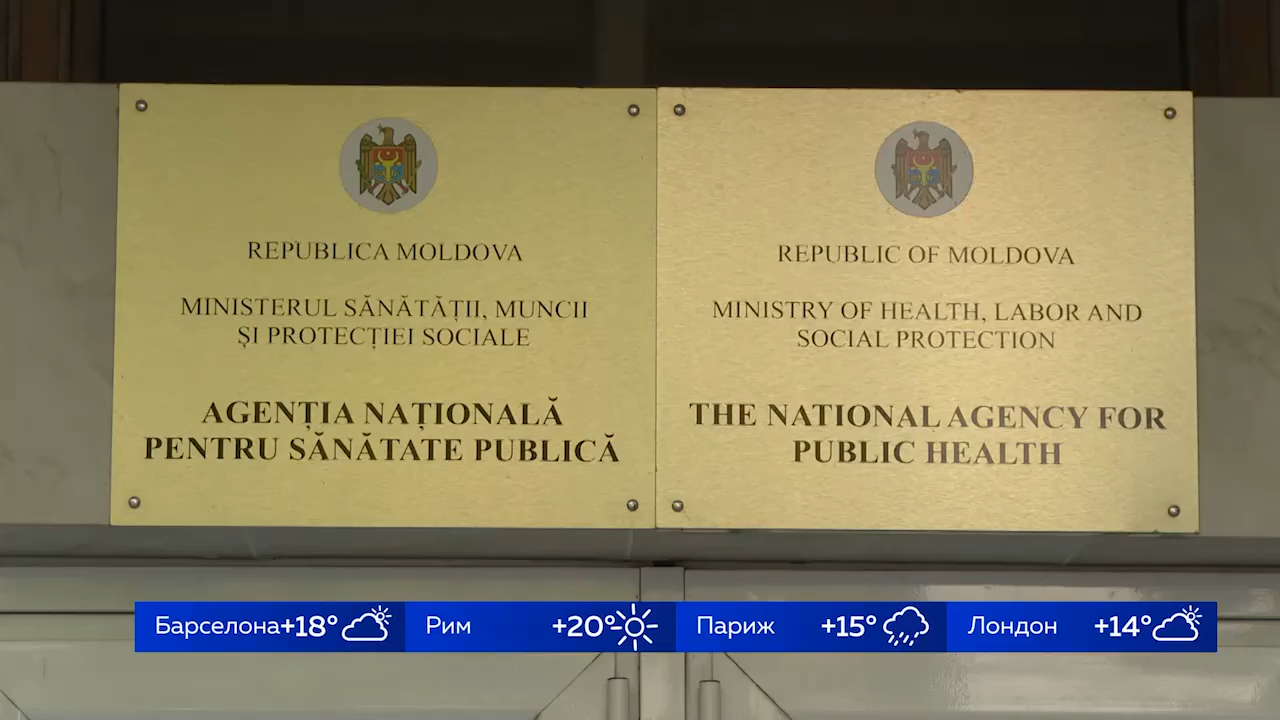 REPUBLICA MOLDOVA
MINISTERUL SĂNĂTĂȚII, MUNCII
ȘI PROTECȚIEI SOCIALE
AGENȚIA NAȚIONALĂ
PENTRU SĂNĂTATE PUBLICĂ
REPUBLIC OF MOLDOVA
MINISTRY OF HEALTH, LABOR AND
SOCIAL PROTECTION
THE NATIONAL AGENCY FOR
PUBLIC HEALTH
Барселона +18° Рим +20° Париж +15° Лондон +14°